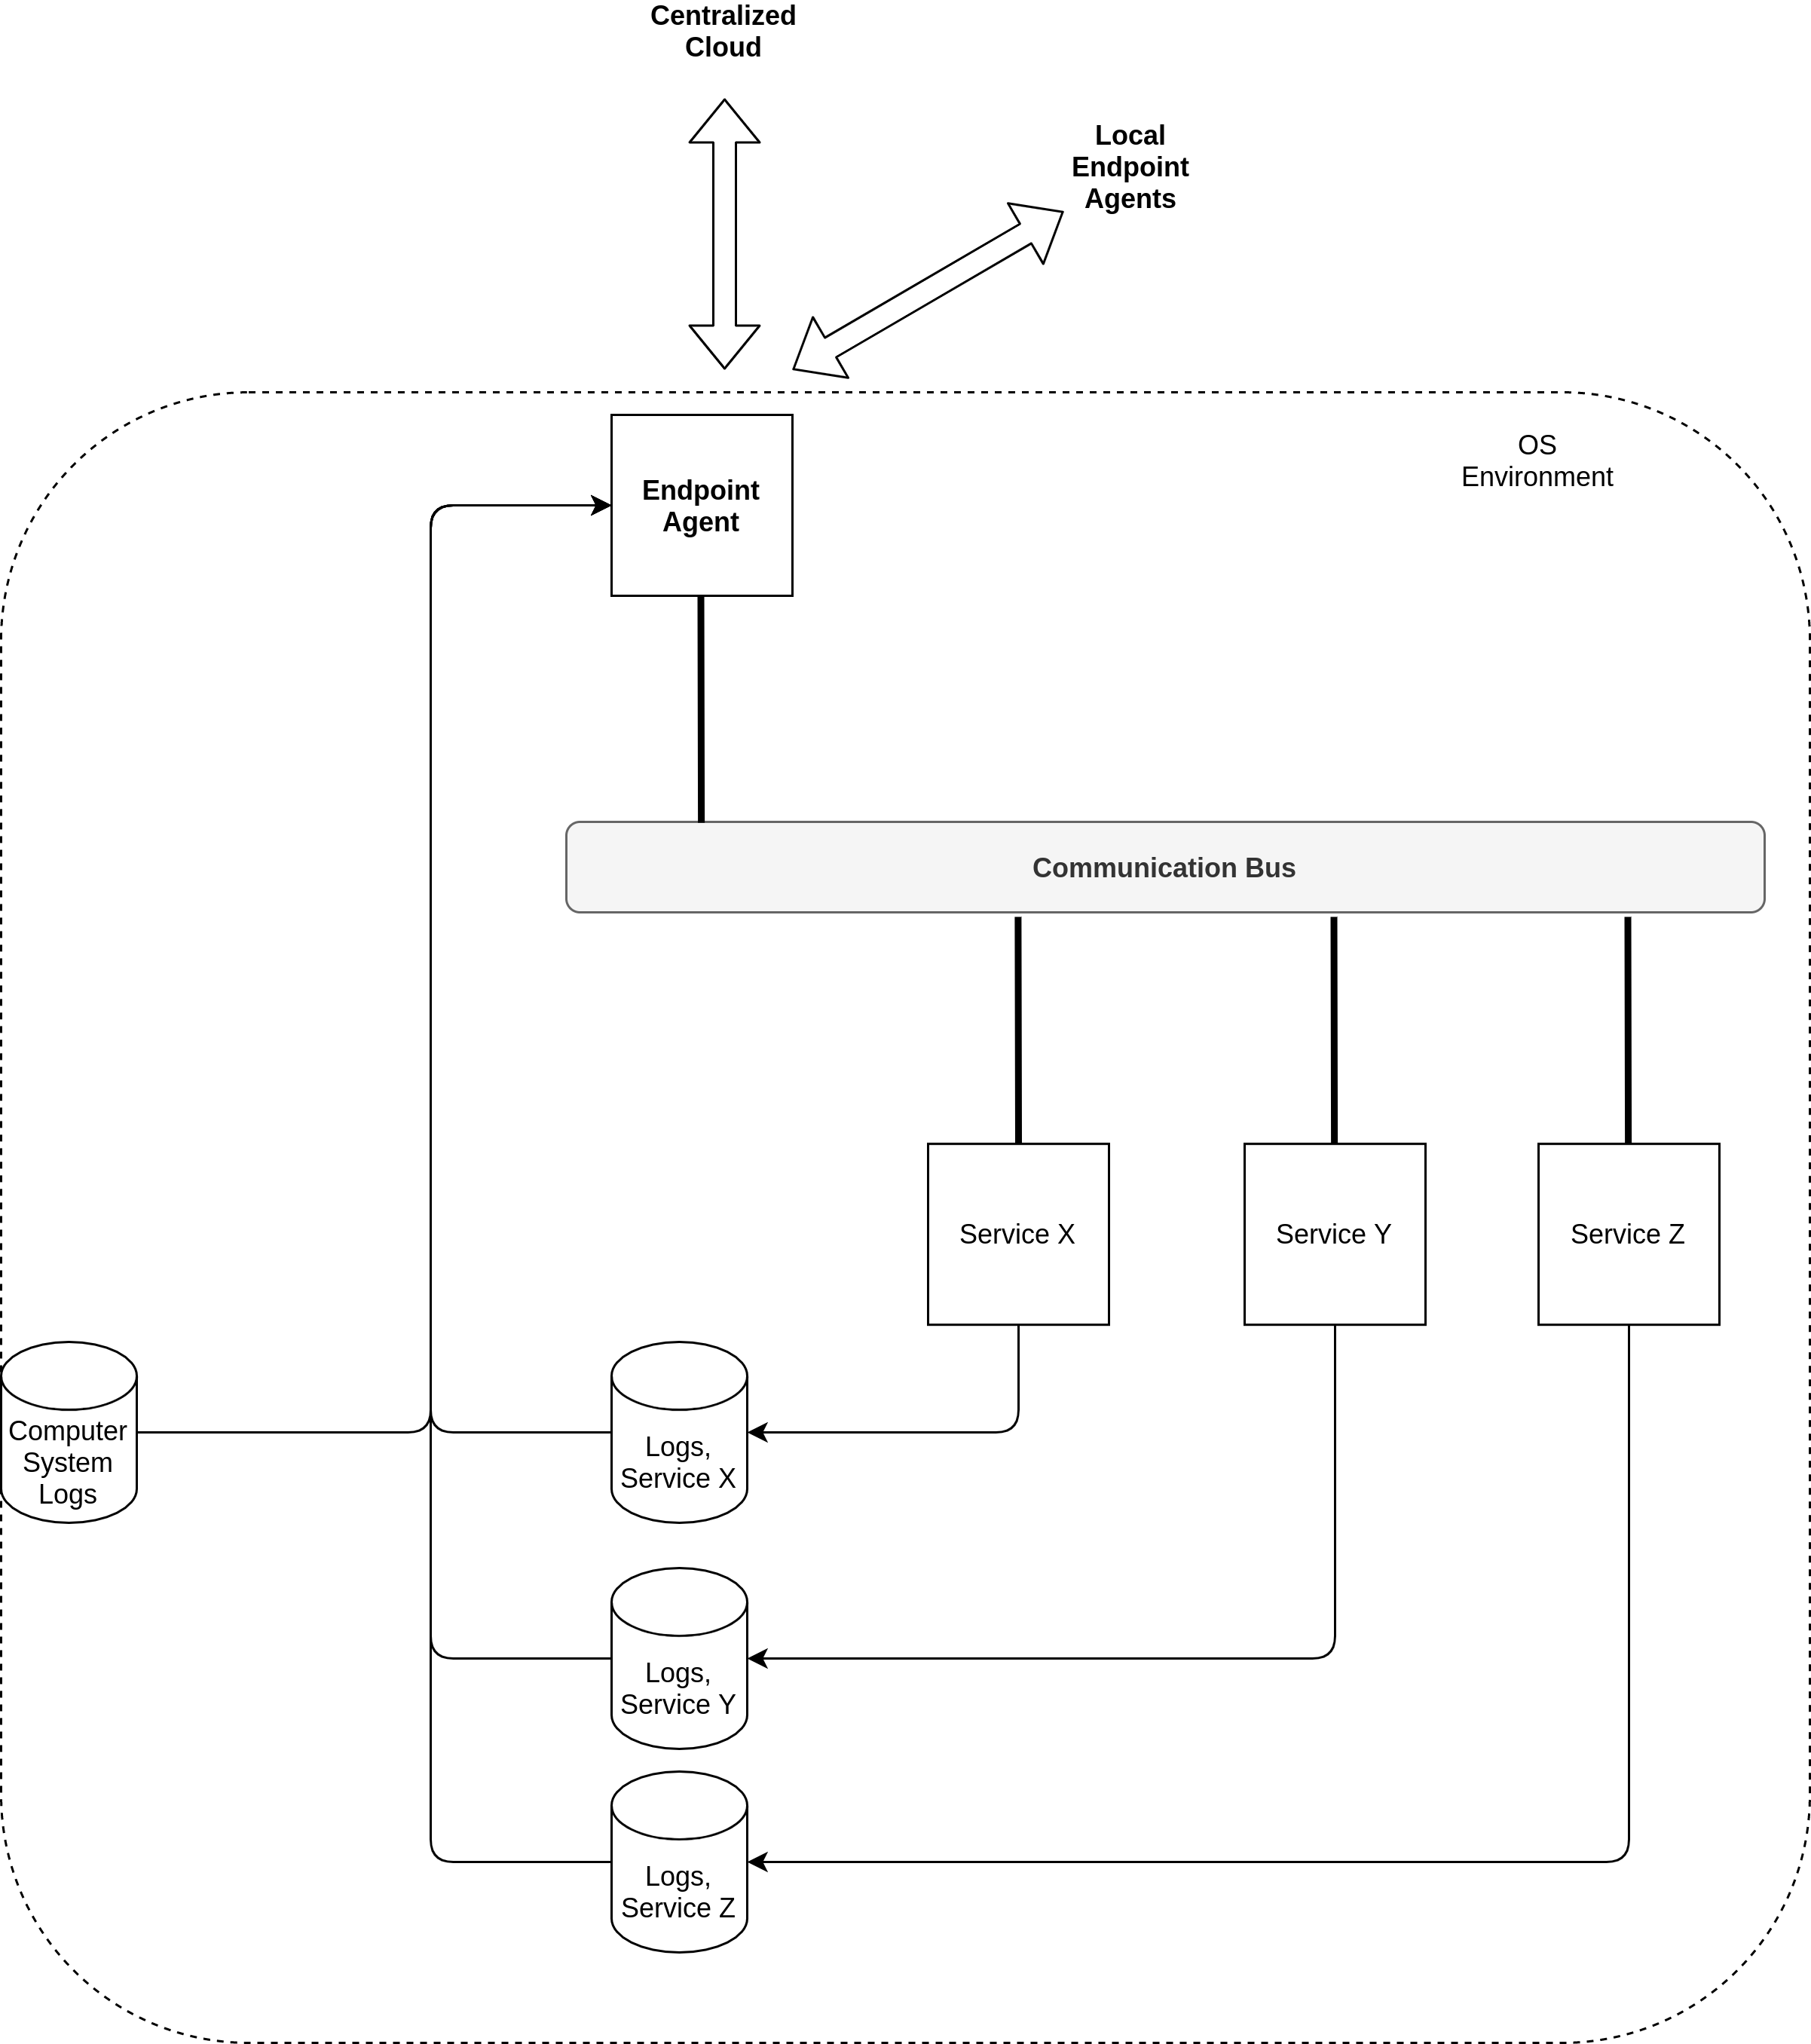 Centralized
Cloud
Local
Endpoint
Agents
OS
Environment
Endpoint
Agent
Communication Bus
Service X
Service Y
Service Z
Computer
System
Logs
Logs,
Service X
Logs,
Service Y
Logs,
Service Z